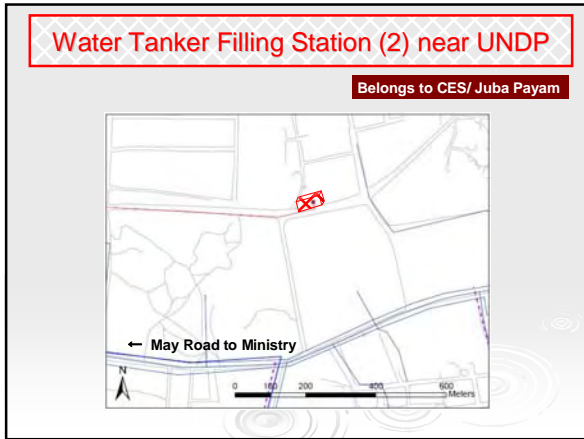 Water Tanker Filling Station (2) near UNDP
Belongs to CES/ Juba Payam
← May Road to Ministry
N
0 100 200 400 600
Meters